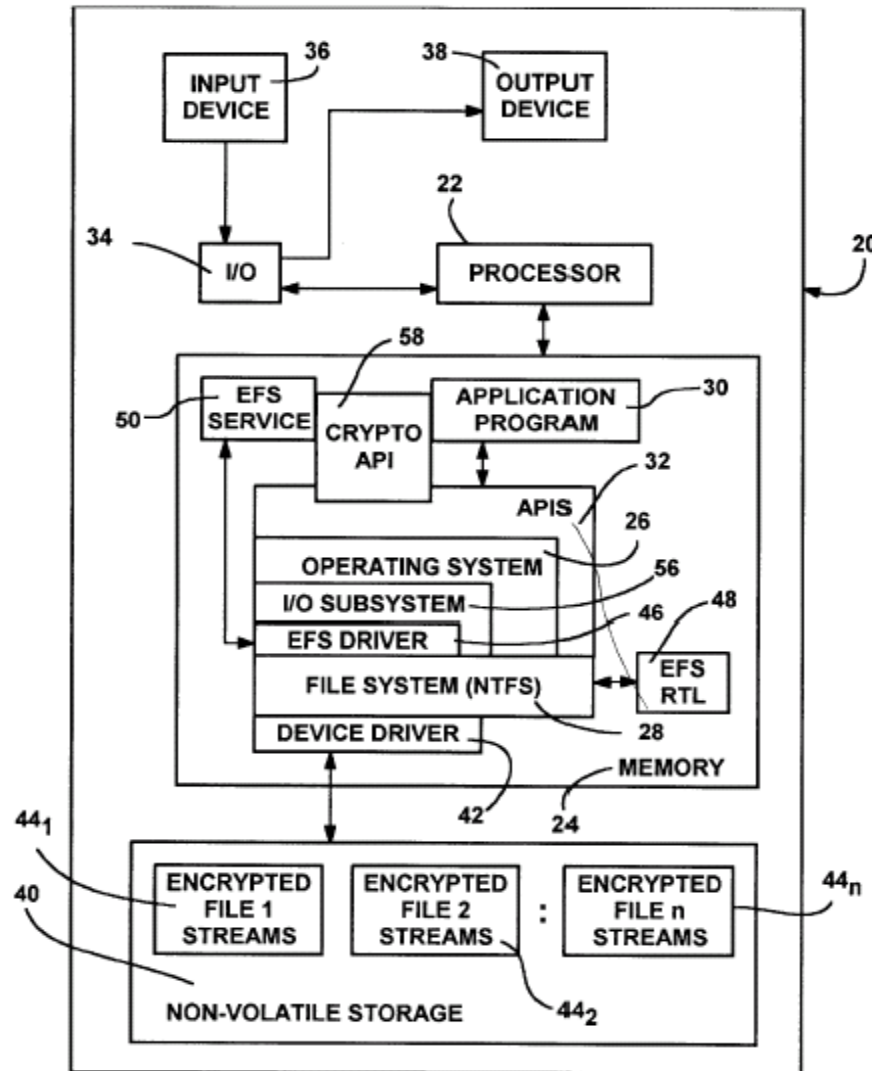 36
INPUT
DEVICE
38
OUTPUT
DEVICE
22
34
I/O
PROCESSOR
20
58
50
EFS
SERVICE
CRYPTO
API
APPLICATION
PROGRAM
30
32
APIS
26
OPERATING SYSTEM
56
I/O SUBSYSTEM
46
48
EFS DRIVER
EFS
RTL
FILE SYSTEM (NTFS)
28
DEVICE DRIVER
MEMORY
42
24
44₁
40
ENCRYPTED
FILE 1
STREAMS
ENCRYPTED
FILE 2
STREAMS
:
ENCRYPTED
FILE n
STREAMS
44ₙ
44₂
NON-VOLATILE STORAGE